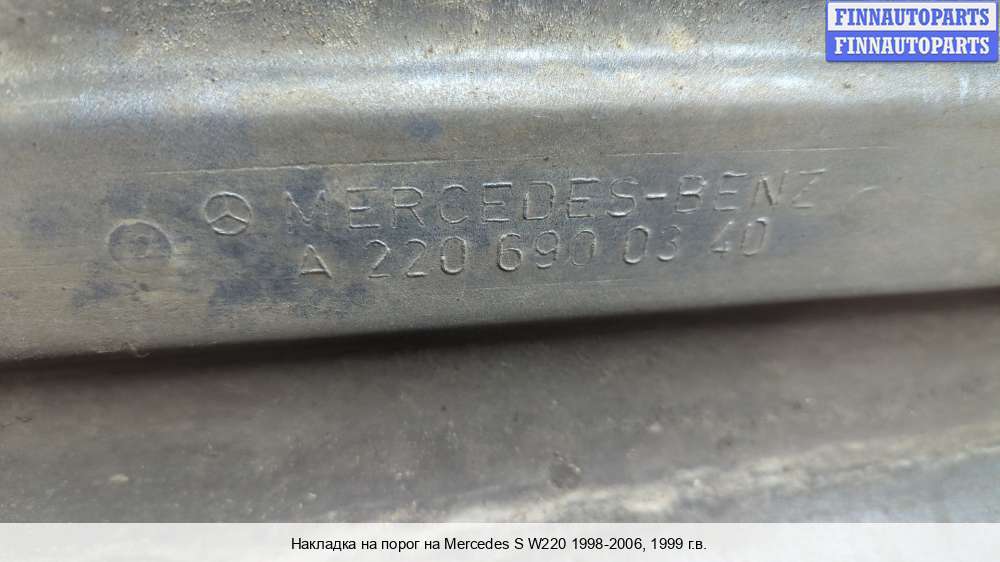 FINNAUTOPARTS
FINNAUTOPARTS
MERCEDES-BENZ
A 220 690 03 40
Накладка на порог на Mercedes S W220 1998-2006, 1999 г.в.